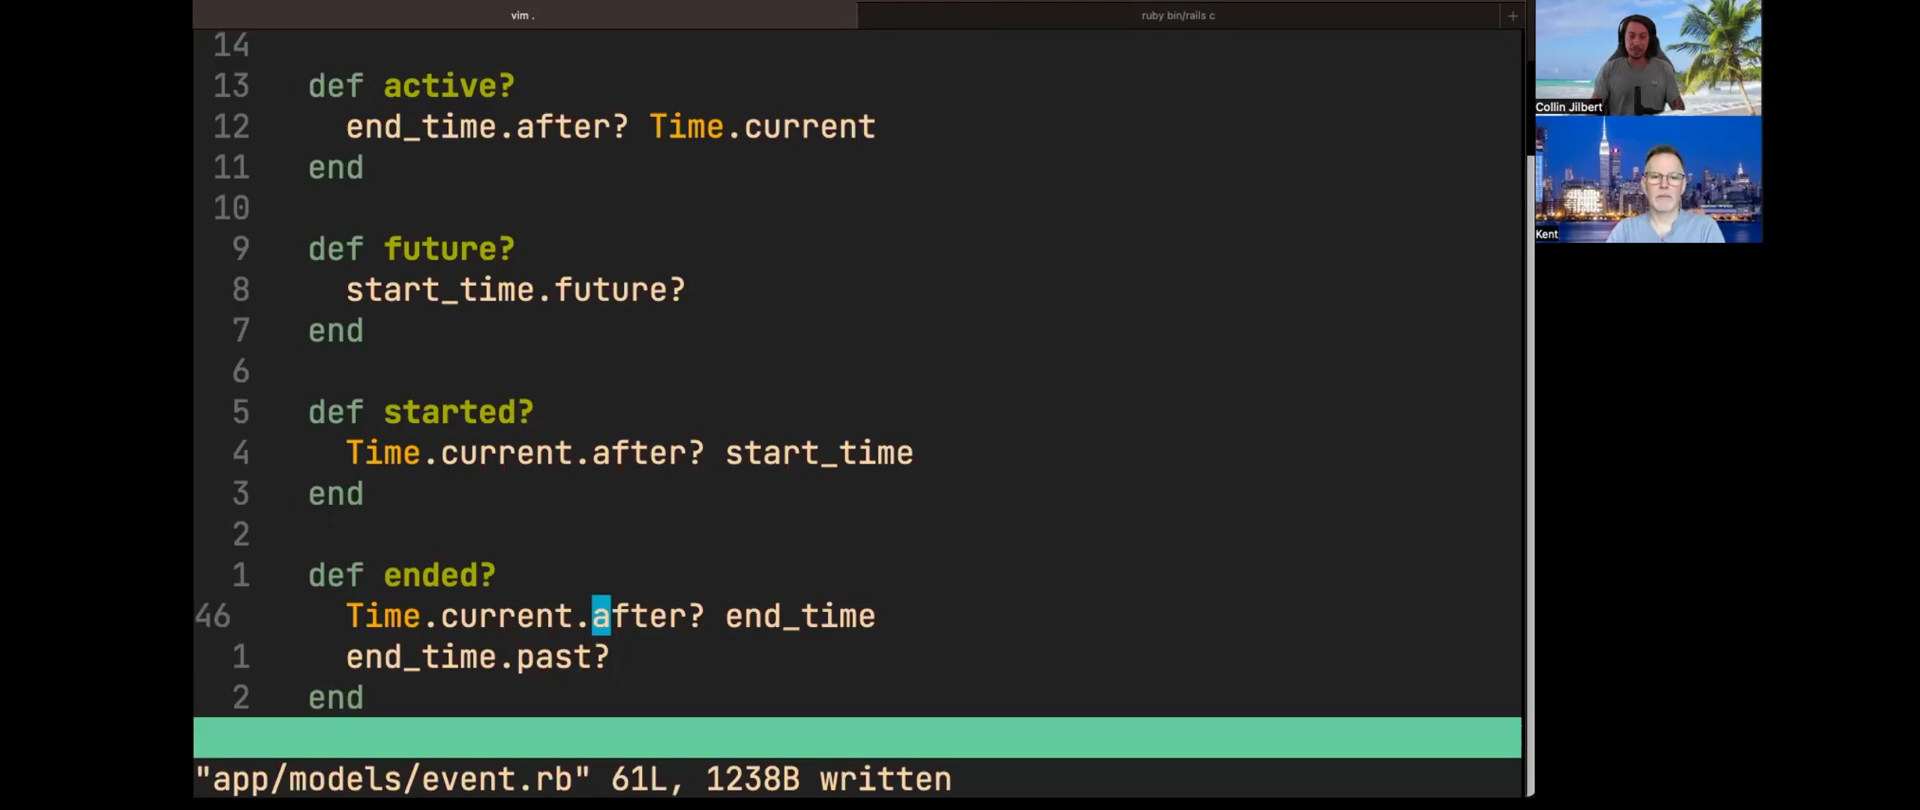 vim .
ruby bin/rails c
+
14
13 def active?
12 end_time.after? Time.current
11 end
10
9 def future?
8 start_time.future?
7 end
6
5 def started?
4 Time.current.after? start_time
3 end
2
1 def ended?
46 Time.current.after? end_time
1 end_time.past?
2 end
"app/models/event.rb" 61L, 1238B written
Collin Jilbert
Kent